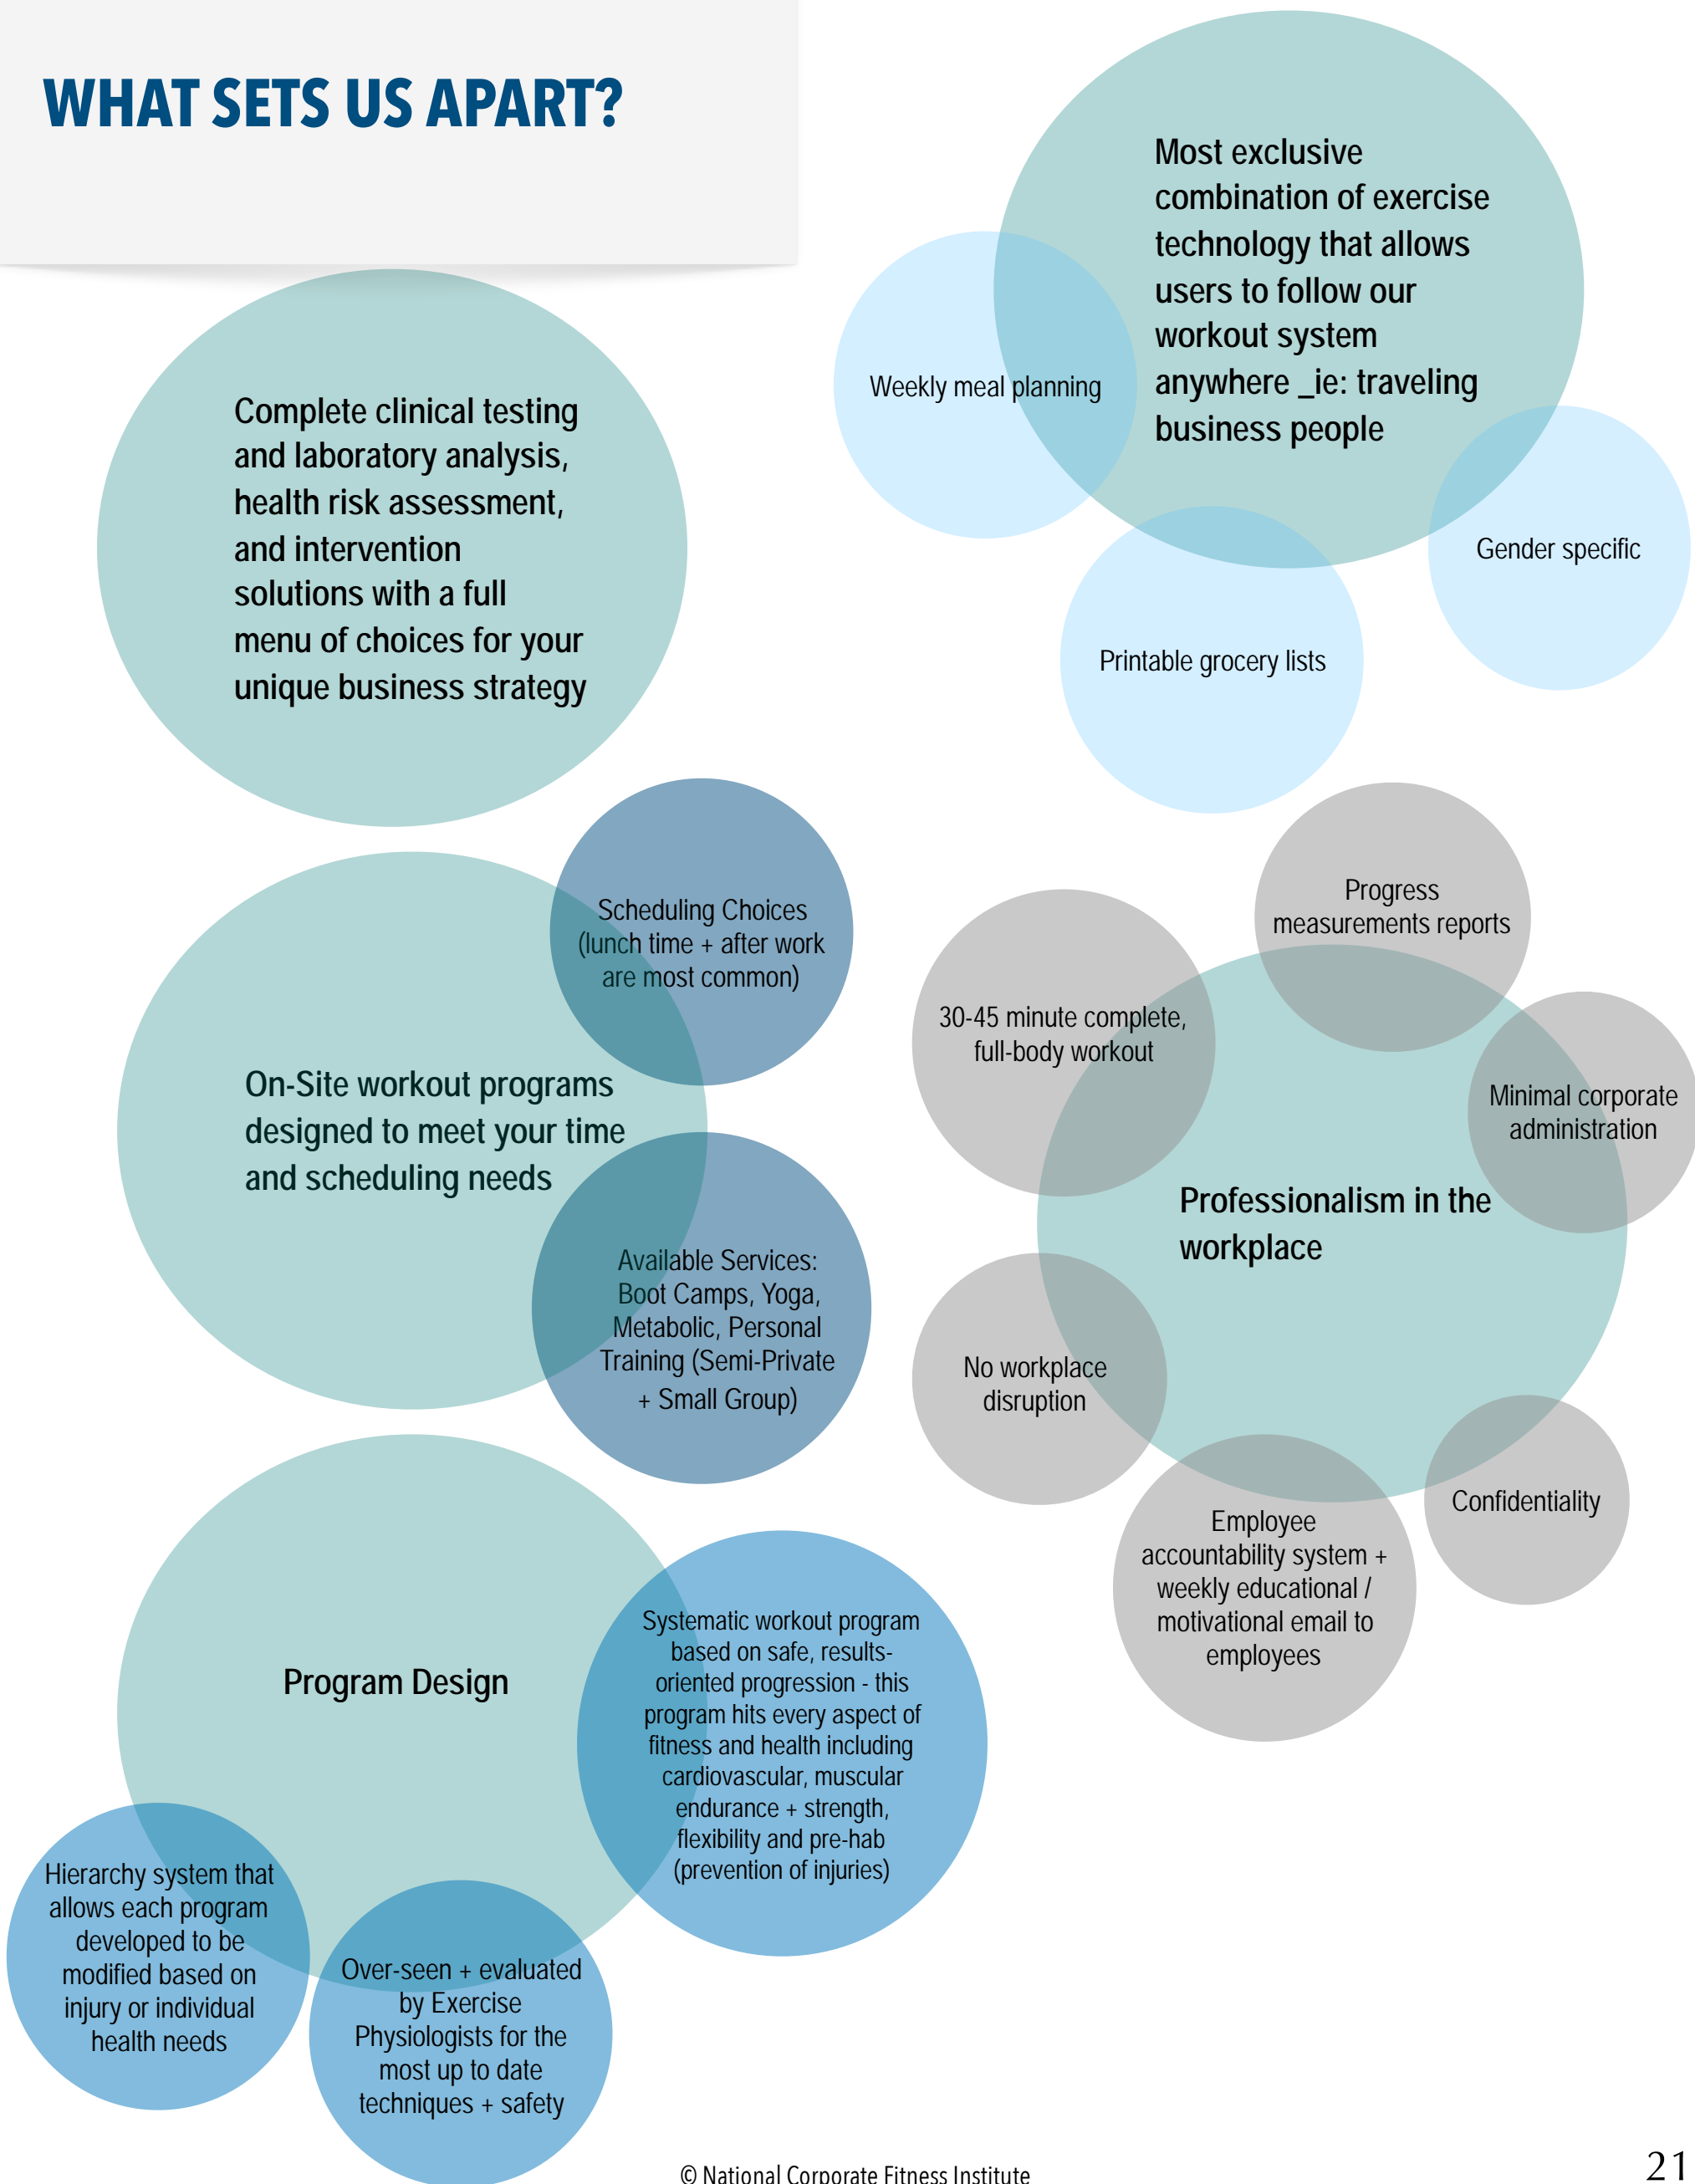 WHAT SETS US APART?
Complete clinical testing
and laboratory analysis,
health risk assessment,
and intervention
solutions with a full
menu of choices for your
unique business strategy
Most exclusive
combination of exercise
technology that allows
users to follow our
workout system
anywhere _ie: traveling
business people
Weekly meal planning
Printable grocery lists
Gender specific
On-Site workout programs
designed to meet your time
and scheduling needs
Scheduling Choices
(lunch time + after work
are most common)
Available Services:
Boot Camps, Yoga,
Metabolic, Personal
Training (Semi-Private
+ Small Group)
Professionalism in the
workplace
30-45 minute complete,
full-body workout
Progress
measurements reports
Minimal corporate
administration
No workplace
disruption
Employee
accountability system +
weekly educational /
motivational email to
employees
Confidentiality
Program Design
Systematic workout program
based on safe, results-
oriented progression - this
program hits every aspect of
fitness and health including
cardiovascular, muscular
endurance + strength,
flexibility and pre-hab
(prevention of injuries)
Hierarchy system that
allows each program
developed to be
modified based on
injury or individual
health needs
Over-seen + evaluated
by Exercise
Physiologists for the
most up to date
techniques + safety
© National Corporate Fitness Institute
21